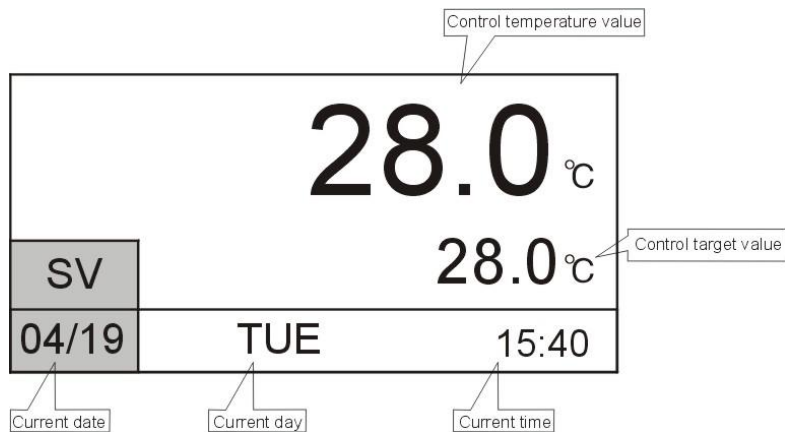 Control temperature value
28.0 ℃
28.0 ℃
Control target value
SV
04/19
TUE
15:40
Current date
Current day
Current time